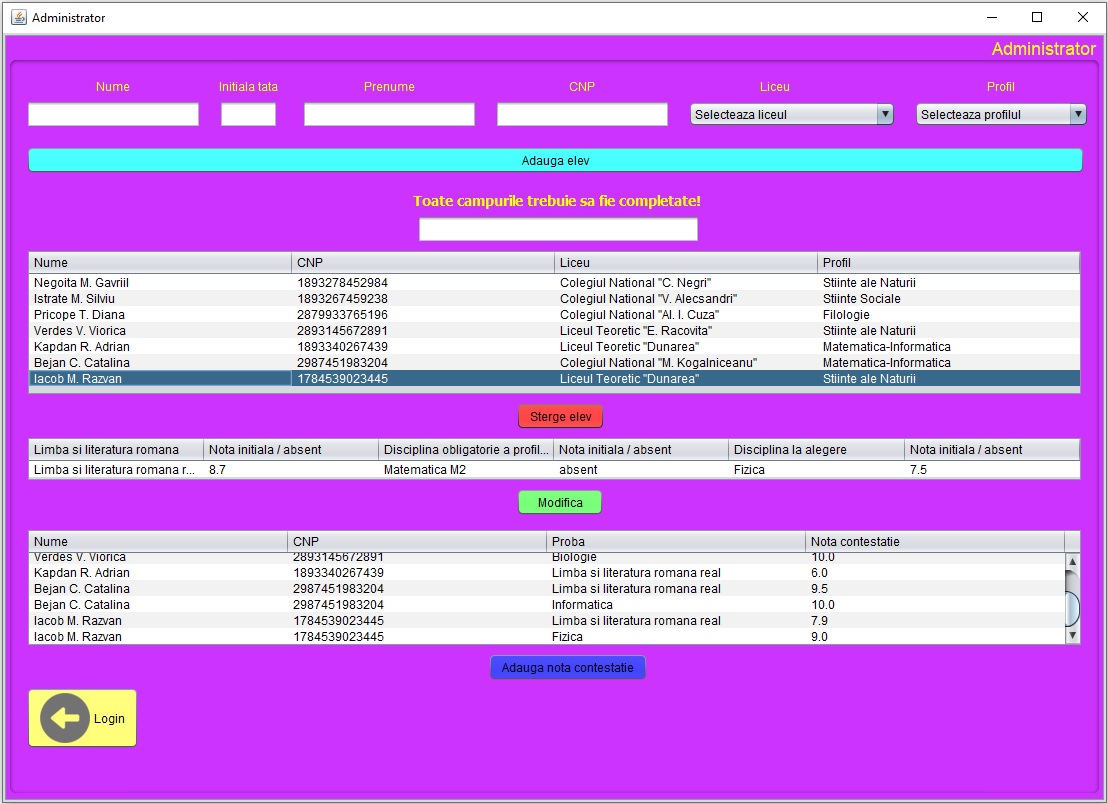 Administrator
Administrator
Nume Initiala tata Prenume CNP Liceu Profil
Selecteaza liceul Selecteaza profilul
Adauga elev
Toate campurile trebuie sa fie completate!
Nume CNP Liceu Profil
Negoita M. Gavriil 1893278452984 Colegiul National "C. Negri" Stiinte ale Naturii
Istrate M. Silviu 1893267459238 Colegiul National "V. Alecsandri" Stiinte Sociale
Pricope T. Diana 2879933765196 Colegiul National "Al. I. Cuza" Filologie
Verdes V. Viorica 2893145672891 Liceul Teoretic "E. Racovita" Stiinte ale Naturii
Kapdan R. Adrian 1893340267439 Liceul Teoretic "Dunarea" Matematica-Informatica
Bejan C. Catalina 2987451983204 Colegiul National "M. Kogalniceanu" Matematica-Informatica
Iacob M. Razvan 1784539023445 Liceul Teoretic "Dunarea" Stiinte ale Naturii
Sterge elev
Limba si literatura romana Nota initiala / absent Disciplina obligatorie a profil... Nota initiala / absent Disciplina la alegere Nota initiala / absent
Limba si literatura romana r... 8.7 Matematica M2 absent Fizica 7.5
Modifica
Nume CNP Proba Nota contestatie
Verdes V. Viorica 2893145672891 Biologie 10.0
Kapdan R. Adrian 1893340267439 Limba si literatura romana real 6.0
Bejan C. Catalina 2987451983204 Limba si literatura romana real 9.5
Bejan C. Catalina 2987451983204 Informatica 10.0
Iacob M. Razvan 1784539023445 Limba si literatura romana real 7.9
Iacob M. Razvan 1784539023445 Fizica 9.0
Adauga nota contestatie
Login